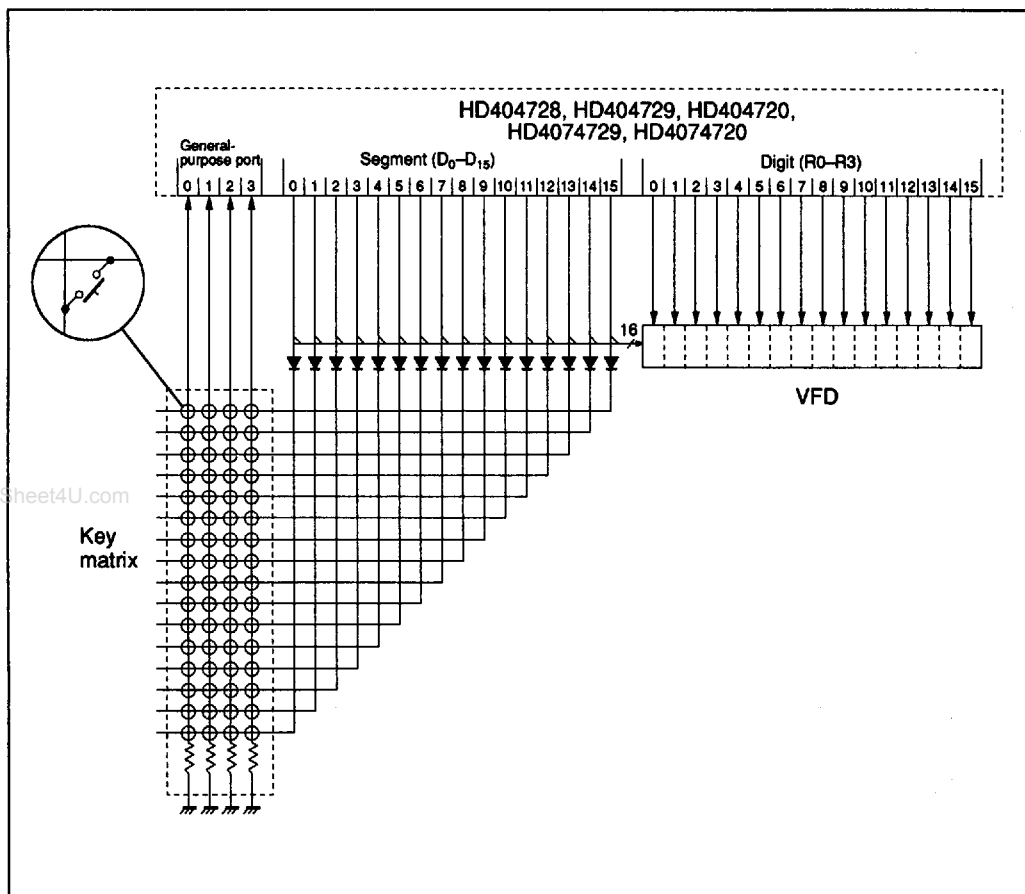 HD404728, HD404729, HD404720,
HD4074729, HD4074720
General-
purpose port
Segment (D0–D15)
Digit (R0–R3)
0 1 2 3
0 1 2 3 4 5 6 7 8 9 10 11 12 13 14 15
0 1 2 3 4 5 6 7 8 9 10 11 12 13 14 15
16
VFD
Sheet4U.com
Key
matrix